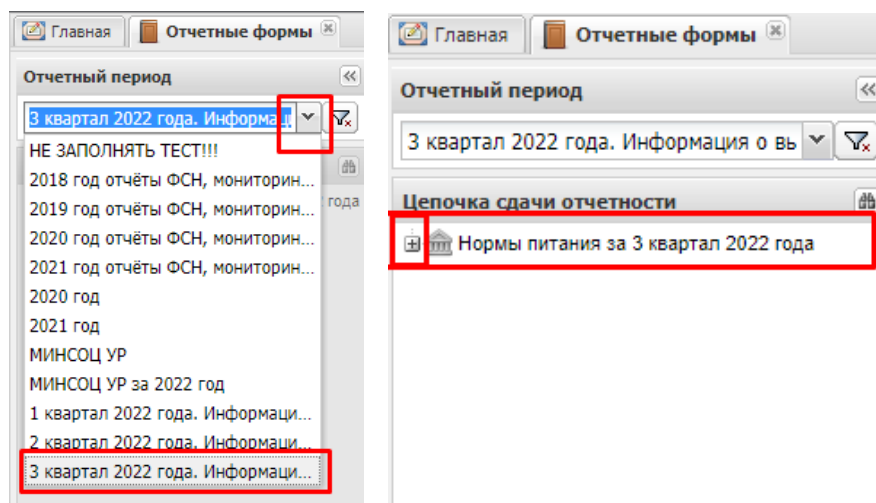 Главная
Отчетные формы
Отчетный период
3 квартал 2022 года. Информаци
НЕ ЗАПОЛНЯТЬ ТЕСТ!!!
2018 год отчёты ФСН, мониторин...
года
2019 год отчёты ФСН, мониторин...
2020 год отчёты ФСН, мониторин...
2021 год отчёты ФСН, мониторин...
2020 год
2021 год
МИНСОЦ УР
МИНСОЦ УР за 2022 год
1 квартал 2022 года. Информаци...
2 квартал 2022 года. Информаци...
3 квартал 2022 года. Информаци...
Главная
Отчетные формы
Отчетный период
3 квартал 2022 года. Информация о вы
Цепочка сдачи отчетности
Нормы питания за 3 квартал 2022 года